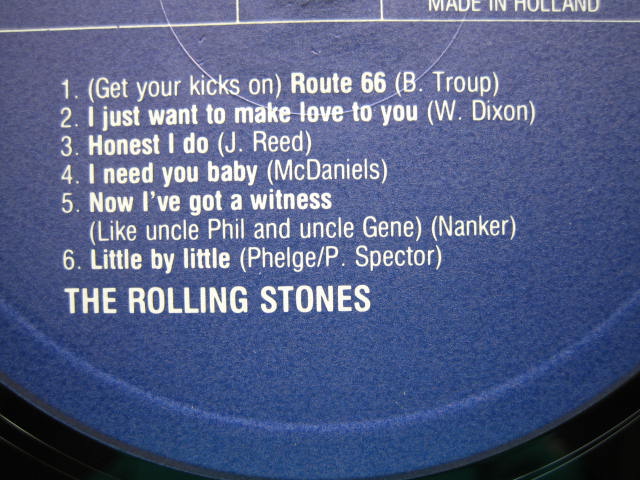 MADE IN HOLLAND
1. (Get your kicks on) Route 66 (B. Troup)
2. I just want to make love to you (W. Dixon)
3. Honest I do (J. Reed)
4. I need you baby (McDaniels)
5. Now I've got a witness
(Like uncle Phil and uncle Gene) (Nanker)
6. Little by little (Phelge/P. Spector)
THE ROLLING STONES